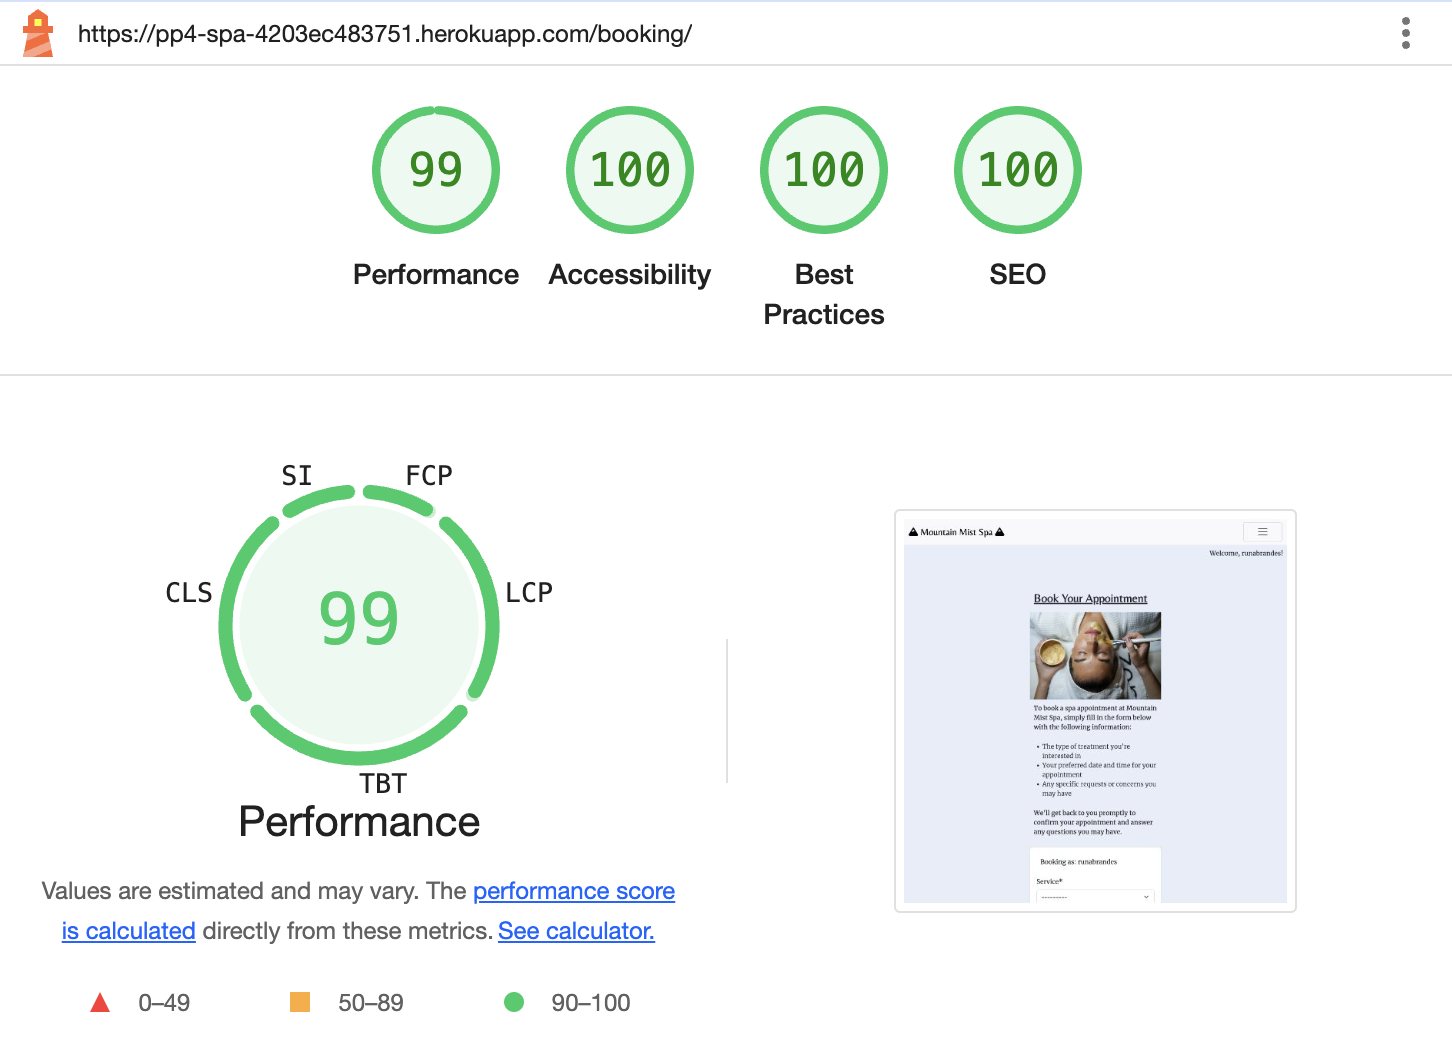 https://pp4-spa-4203ec483751.herokuapp.com/booking/
99
100
100
100
Performance
Accessibility
Best
Practices
SEO
SI
FCP
CLS
LCP
99
TBT
Performance
Values are estimated and may vary. The performance score
is calculated directly from these metrics. See calculator.
0–49
50–89
90–100
Mountain Mist Spa
Welcome, runabrandes!
Book Your Appointment
To book a spa appointment at Mountain
Mist Spa, simply fill in the form below
with the following information:
• The type of treatment you're
interested in
• Your preferred date and time for your
appointment
• Any specific requests or concerns you
may have
We'll get back to you promptly to
confirm your appointment and answer
any questions you may have.
Booking as: runabrandes
Service*
---------